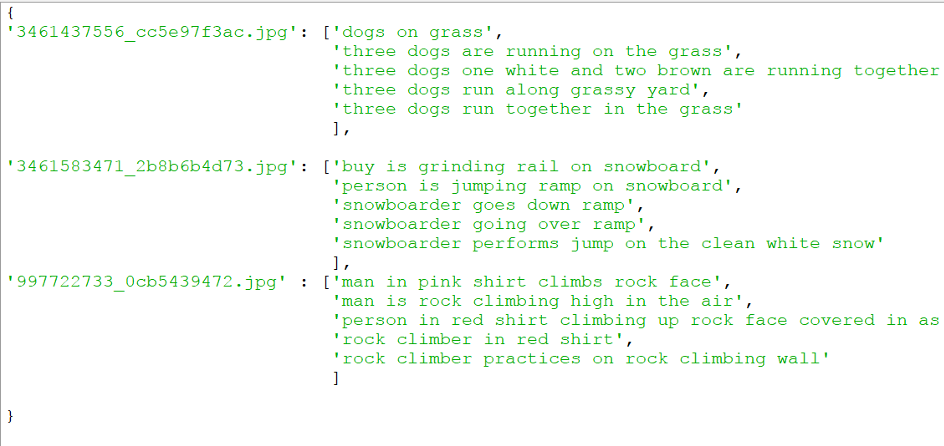 {
'3461437556_cc5e97f3ac.jpg': ['dogs on grass',
'three dogs are running on the grass',
'three dogs one white and two brown are running together
'three dogs run along grassy yard',
'three dogs run together in the grass'
],
'3461583471_2b8b6b4d73.jpg': ['buy is grinding rail on snowboard',
'person is jumping ramp on snowboard',
'snowboarder goes down ramp',
'snowboarder going over ramp',
'snowboarder performs jump on the clean white snow'
],
'997722733_0cb5439472.jpg' : ['man in pink shirt climbs rock face',
'man is rock climbing high in the air',
'person in red shirt climbing up rock face covered in as
'rock climber in red shirt',
'rock climber practices on rock climbing wall'
]
}